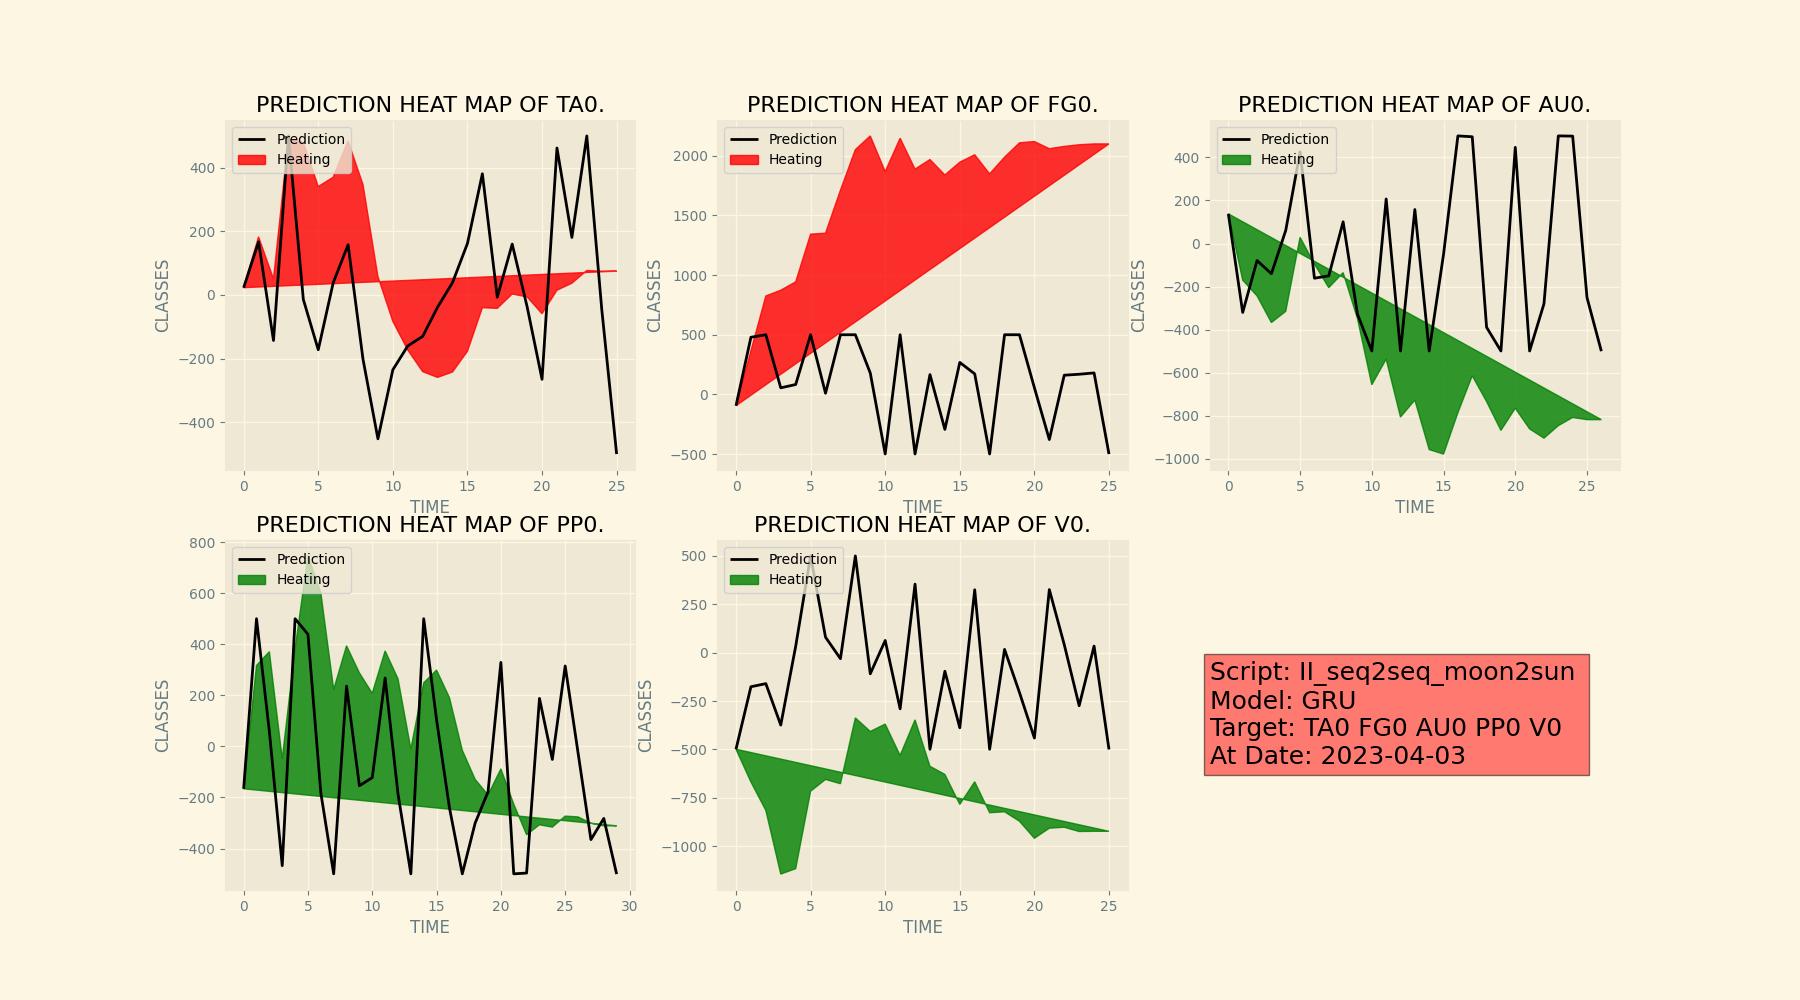 PREDICTION HEAT MAP OF TA0.
Prediction
Heating
400
200
0
−200
−400
CLASSES
0 5 10 15 20 25
TIME
PREDICTION HEAT MAP OF FG0.
Prediction
Heating
2000
1500
1000
500
0
−500
CLASSES
0 5 10 15 20 25
TIME
PREDICTION HEAT MAP OF AU0.
Prediction
Heating
400
200
0
−200
−400
−600
−800
−1000
CLASSES
0 5 10 15 20 25
TIME
PREDICTION HEAT MAP OF PP0.
Prediction
Heating
800
600
400
200
0
−200
−400
CLASSES
0 5 10 15 20 25 30
TIME
PREDICTION HEAT MAP OF V0.
Prediction
Heating
500
250
0
−250
−500
−750
−1000
CLASSES
0 5 10 15 20 25
TIME
Script: II_seq2seq_moon2sun
Model: GRU
Target: TA0 FG0 AU0 PP0 V0
At Date: 2023-04-03